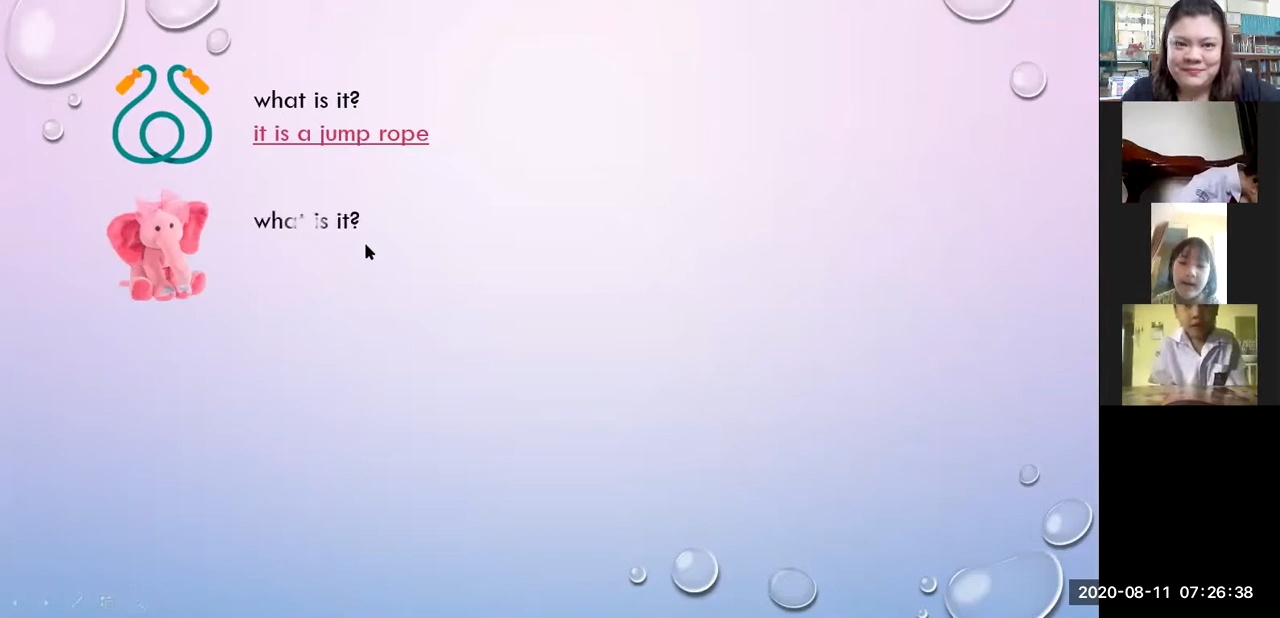 what is it?
it is a jump rope
what is it?
2020-08-11 07:26:38